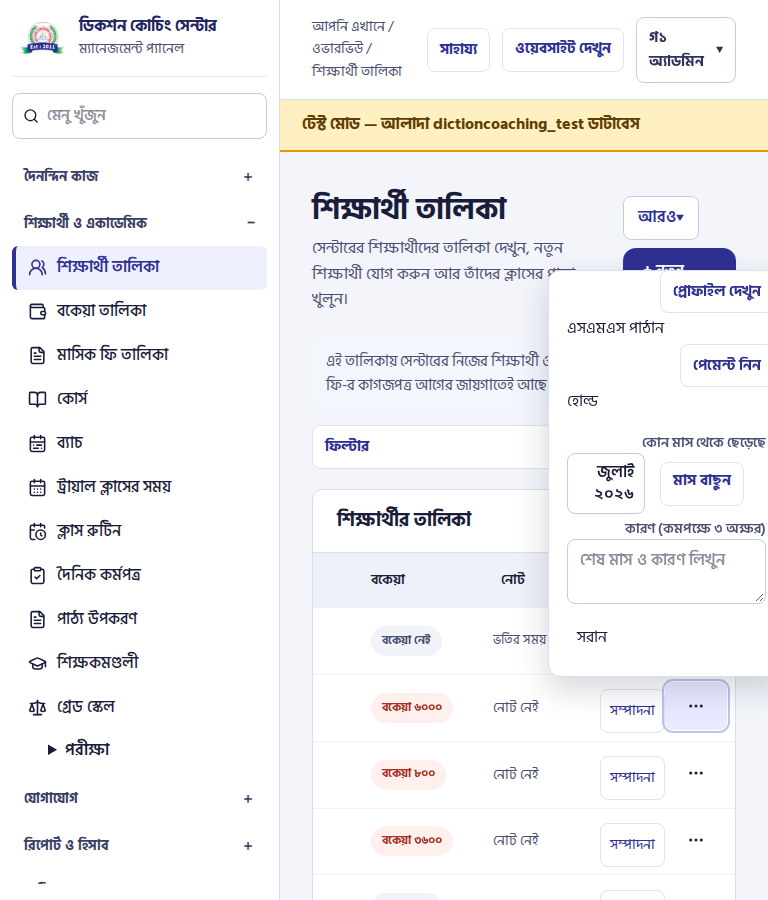 ডিকশন কোচিং সেন্টার
ম্যানেজমেন্ট প্যানেল
মেনু খুঁজুন
দৈনন্দিন কাজ +
শিক্ষার্থী ও একাডেমিক −
শিক্ষার্থী তালিকা
বকেয়া তালিকা
মাসিক ফি তালিকা
কোর্স
ব্যাচ
ট্রায়াল ক্লাসের সময়
ক্লাস রুটিন
দৈনিক কর্মপত্র
পাঠ্য উপকরণ
শিক্ষকমণ্ডলী
গ্রেড স্কেল
▶ পরীক্ষা
যোগাযোগ +
রিপোর্ট ও হিসাব +
আপনি এখানে /
ওভারভিউ /
শিক্ষার্থী তালিকা
সাহায্য
ওয়েবসাইট দেখুন
গ১
অ্যাডমিন ▼
টেস্ট মোড — আলাদা dictioncoaching_test ডাটাবেস
শিক্ষার্থী তালিকা
সেন্টারের শিক্ষার্থীদের তালিকা দেখুন, নতুন
শিক্ষার্থী যোগ করুন আর তাঁদের ক্লাসের
খুলুন।
আরও▾
এই তালিকায় সেন্টারের নিজের শিক্ষার্থী
ফি-র কাগজপত্র আগের জায়গাতেই আছে
ফিল্টার
শিক্ষার্থীর তালিকা
বকেয়া নোট
বকেয়া নেই ভর্তির সময়
বকেয়া ৬০০০ নোট নেই সম্পাদনা ···
বকেয়া ৮০০ নোট নেই সম্পাদনা ···
বকেয়া ৩৬০০ নোট নেই সম্পাদনা ···
প্রোফাইল দেখুন
এসএমএস পাঠান
পেমেন্ট নিন
হোল্ড
কোন মাস থেকে ছেড়েছে
জুলাই
২০২৬
মাস বাছুন
কারণ (কমপক্ষে ৩ অক্ষর)
শেষ মাস ও কারণ লিখুন
সরান